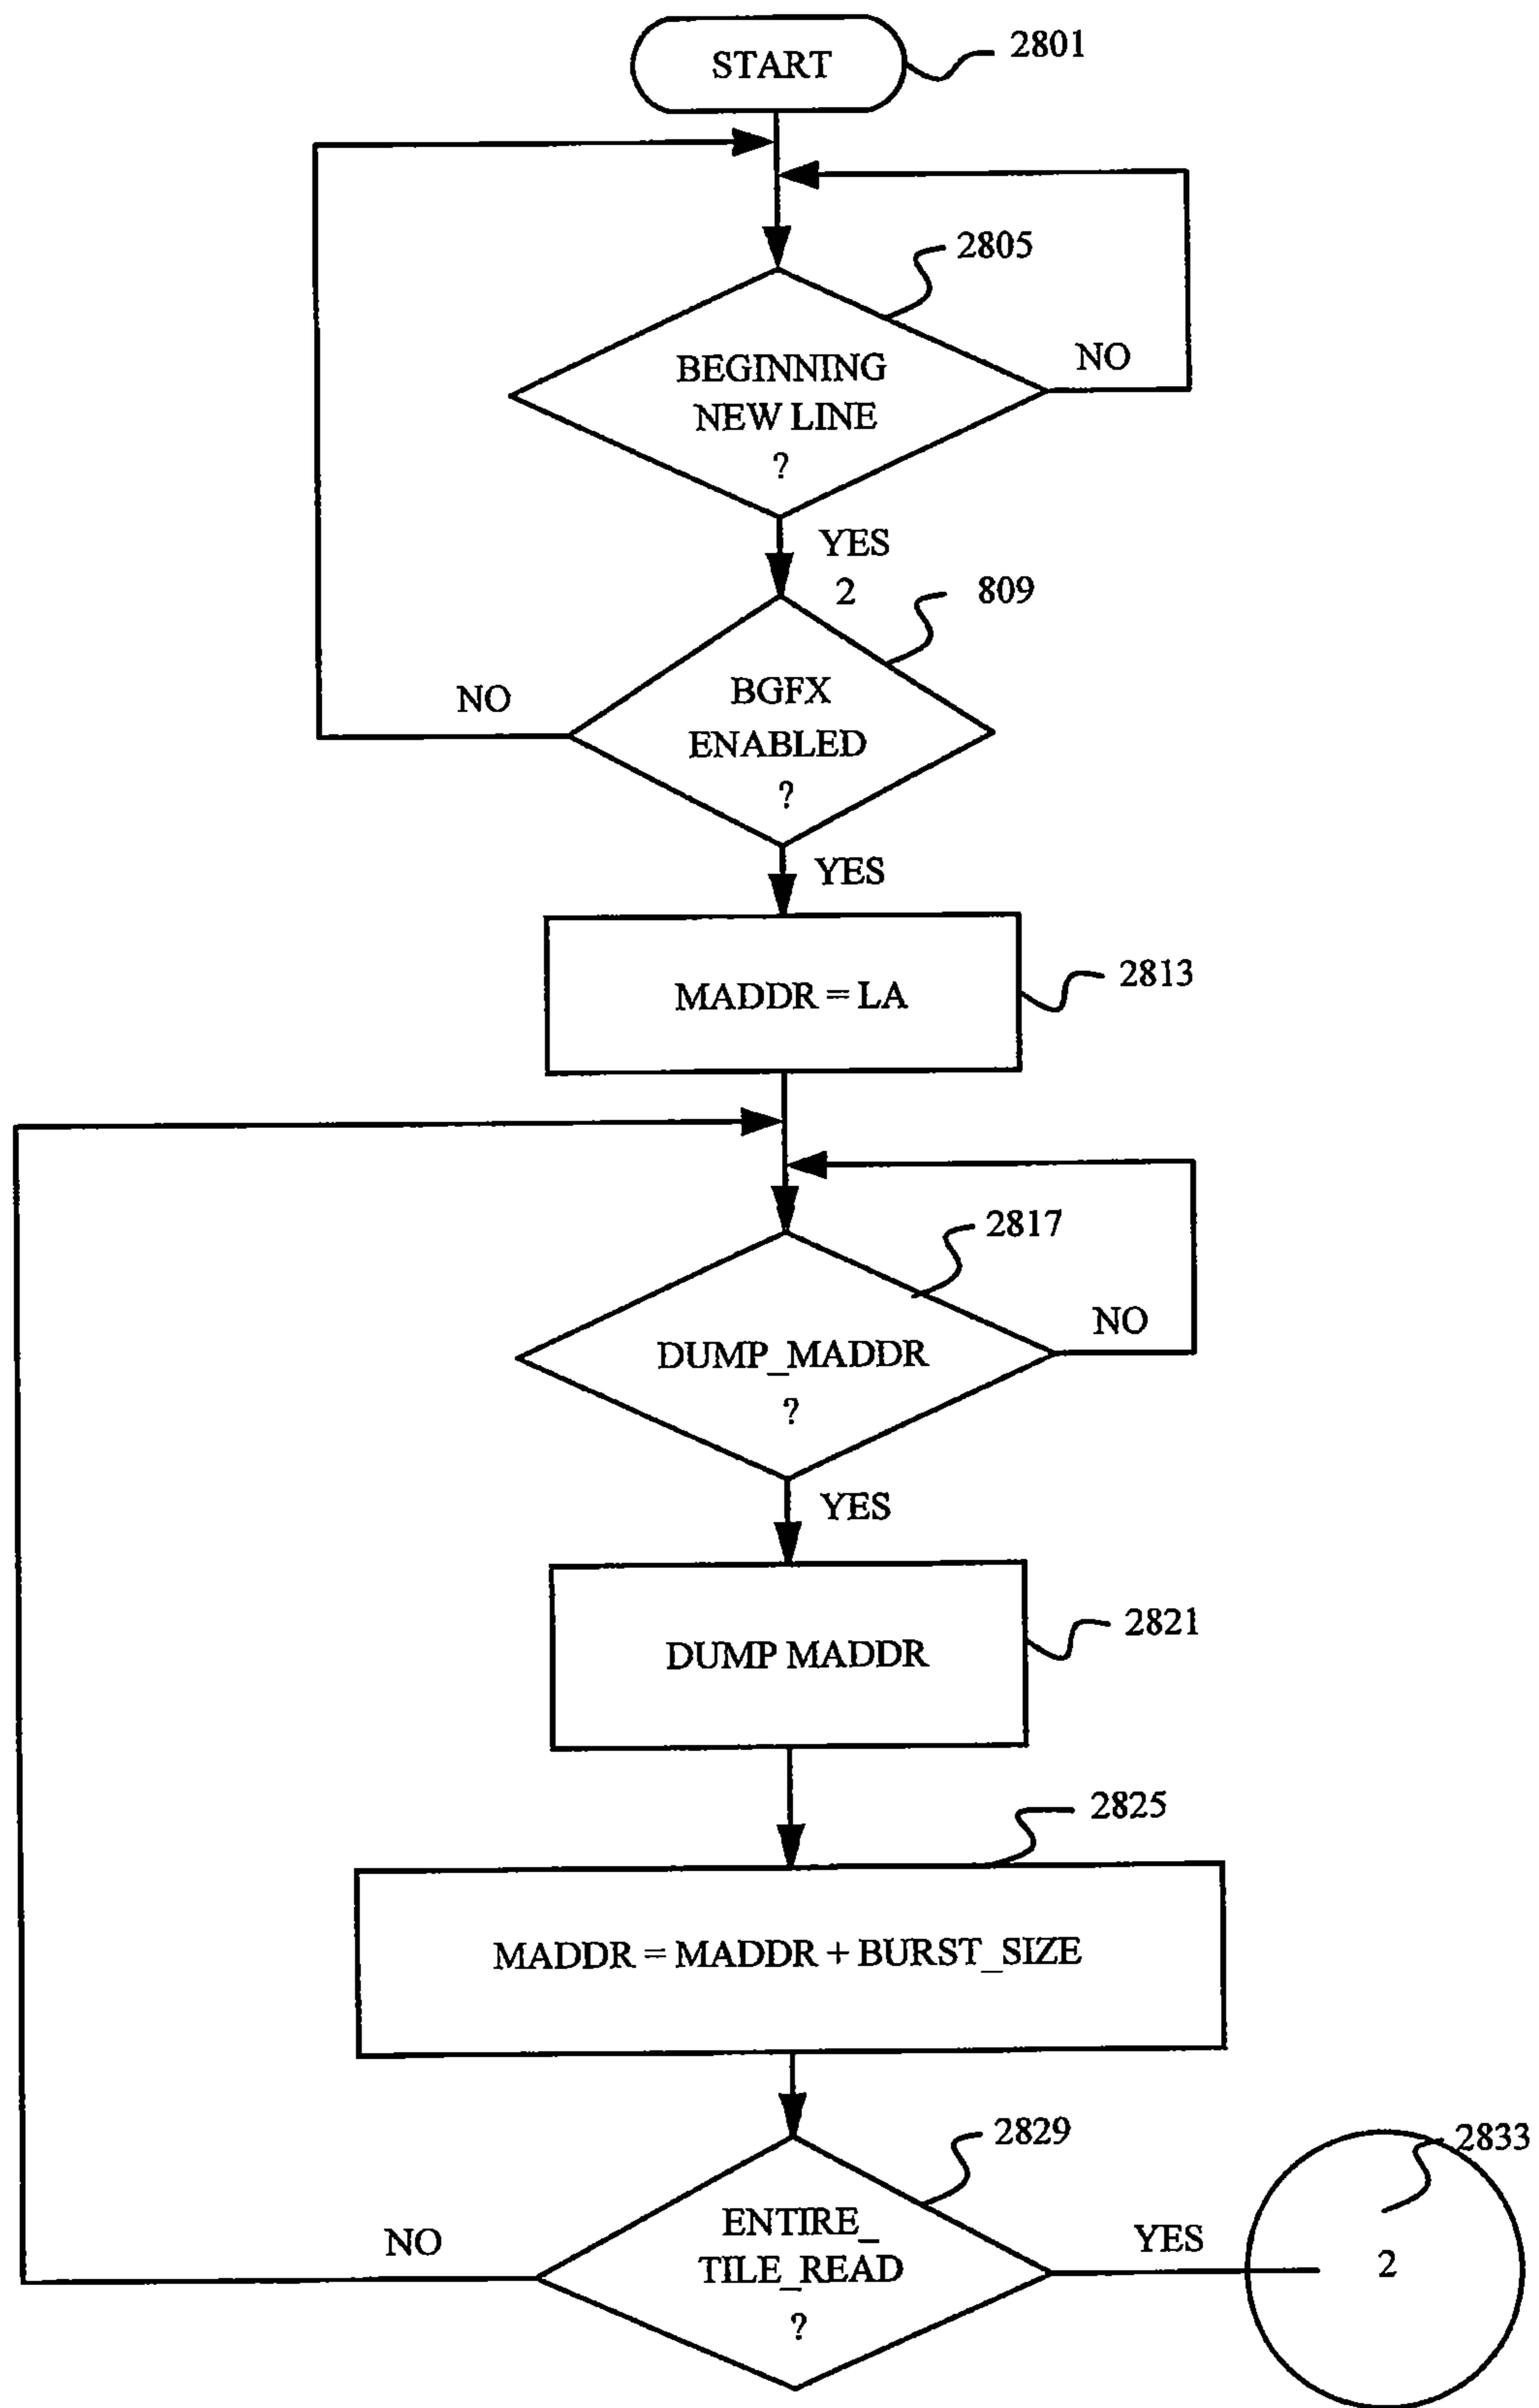 START
2801
2805
BEGINNING
NEW LINE
?
NO
YES
2
809
BGFX
ENABLED
?
NO
YES
MADDR = LA
2813
2817
DUMP_MADDR
?
NO
YES
DUMP MADDR
2821
2825
MADDR = MADDR + BURST_SIZE
2829
2833
ENTIRE_
TILE_READ
?
NO
YES
2